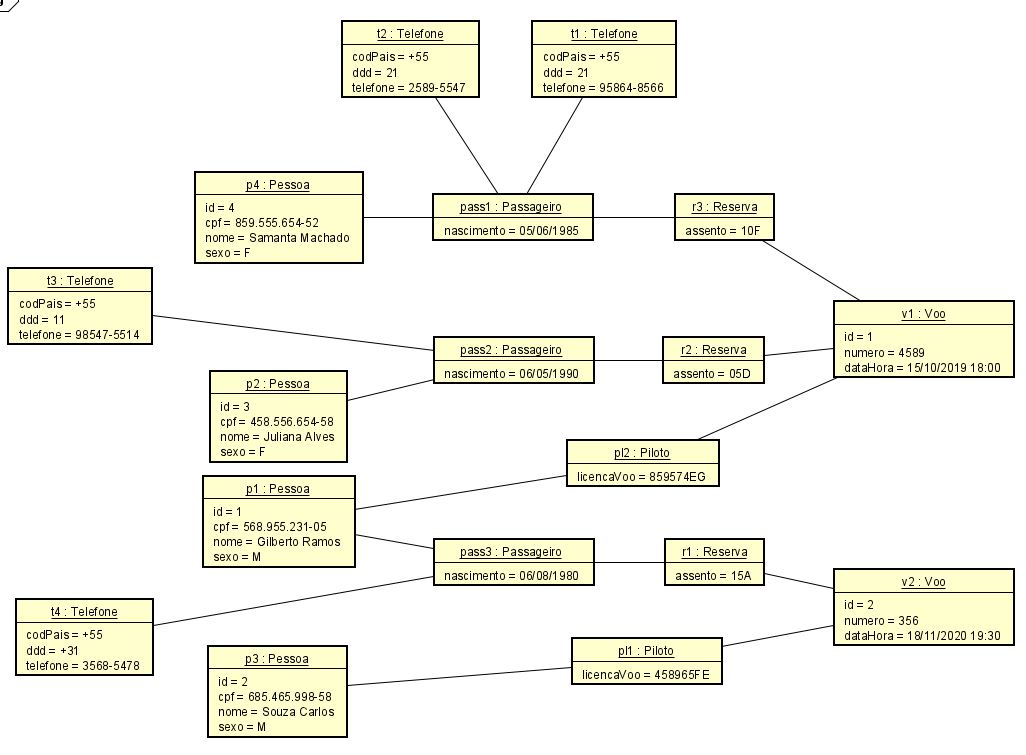 t2 : Telefone
codPais = +55
ddd = 21
telefone = 2589-5547
t1 : Telefone
codPais = +55
ddd = 21
telefone = 95864-8566
p4 : Pessoa
id = 4
cpf = 859.555.654-52
nome = Samanta Machado
sexo = F
pass1 : Passageiro
nascimento = 05/06/1985
r3 : Reserva
assento = 10F
t3 : Telefone
codPais = +55
ddd = 11
telefone = 98547-5514
v1 : Voo
id = 1
numero = 4589
dataHora = 15/10/2019 18:00
pass2 : Passageiro
nascimento = 06/05/1990
r2 : Reserva
assento = 05D
p2 : Pessoa
id = 3
cpf = 458.556.654-58
nome = Juliana Alves
sexo = F
pl2 : Piloto
licencaVoo = 859574EG
p1 : Pessoa
id = 1
cpf = 568.955.231-05
nome = Gilberto Ramos
sexo = M
pass3 : Passageiro
nascimento = 06/08/1980
r1 : Reserva
assento = 15A
v2 : Voo
id = 2
numero = 356
dataHora = 18/11/2020 19:30
t4 : Telefone
codPais = +55
ddd = +31
telefone = 3568-5478
pl1 : Piloto
licencaVoo = 458965FE
p3 : Pessoa
id = 2
cpf = 685.465.998-58
nome = Souza Carlos
sexo = M